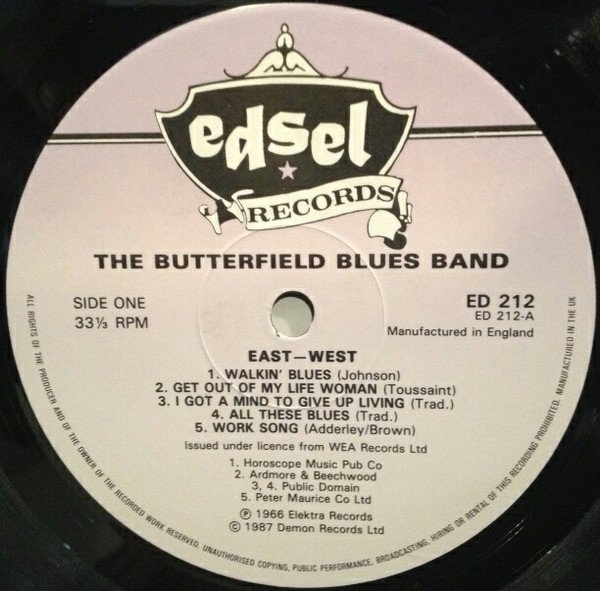 edsel
RECORDS
THE BUTTERFIELD BLUES BAND
SIDE ONE
33⅓ RPM
ED 212
ED 212-A
Manufactured in England
EAST—WEST
1. WALKIN' BLUES (Johnson)
2. GET OUT OF MY LIFE WOMAN (Toussaint)
3. I GOT A MIND TO GIVE UP LIVING (Trad.)
4. ALL THESE BLUES (Trad.)
5. WORK SONG (Adderley/Brown)
Issued under licence from WEA Records Ltd
1. Horoscope Music Pub Co
2. Ardmore & Beechwood
3, 4. Public Domain
5. Peter Maurice Co Ltd
℗ 1966 Elektra Records
© 1987 Demon Records Ltd
ALL RIGHTS OF THE PRODUCER AND OF THE OWNER OF THE RECORDED WORK RESERVED. UNAUTHORISED COPYING, PUBLIC PERFORMANCE, BROADCASTING, HIRING OR RENTAL OF THIS RECORDING PROHIBITED. MANUFACTURED IN THE UK